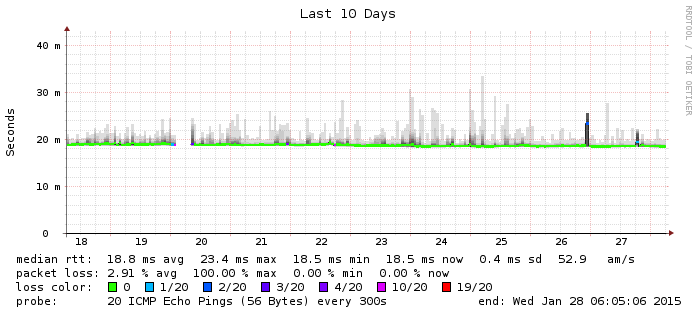 Last 10 Days
RRDTOOL / TOBI OETIKER
Seconds
40 m
30 m
20 m
10 m
0
18 19 20 21 22 23 24 25 26 27
median rtt: 18.8 ms avg 23.4 ms max 18.5 ms min 18.5 ms now 0.4 ms sd 52.9 am/s
packet loss: 2.91 % avg 100.00 % max 0.00 % min 0.00 % now
loss color: 0 1/20 2/20 3/20 4/20 10/20 19/20
probe: 20 ICMP Echo Pings (56 Bytes) every 300s end: Wed Jan 28 06:05:06 2015